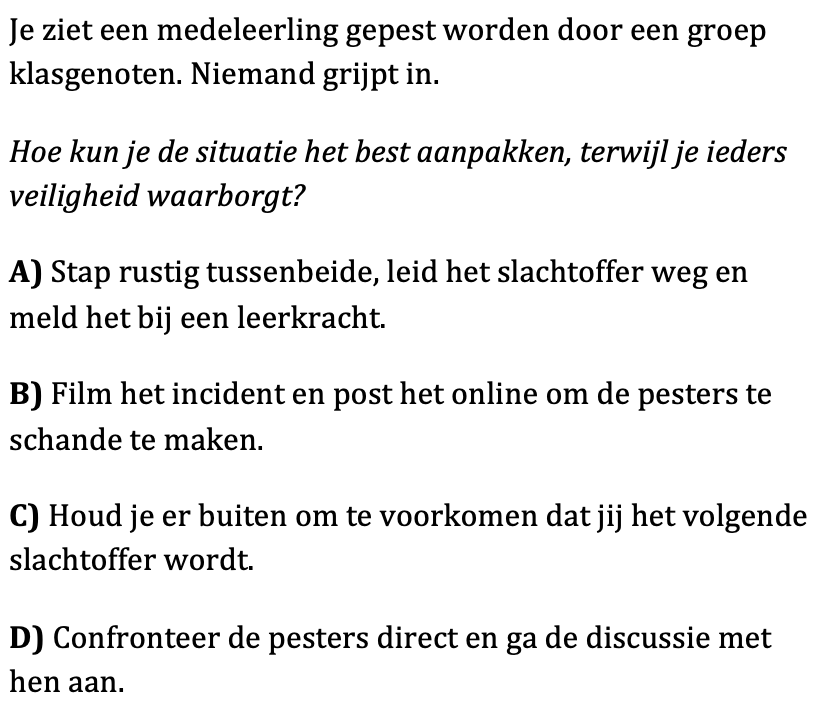 Je ziet een medeleerling gepest worden door een groep
klasgenoten. Niemand grijpt in.
Hoe kun je de situatie het best aanpakken, terwijl je ieders
veiligheid waarborgt?
A) Stap rustig tussenbeide, leid het slachtoffer weg en
meld het bij een leerkracht.
B) Film het incident en post het online om de pesters te
schande te maken.
C) Houd je er buiten om te voorkomen dat jij het volgende
slachtoffer wordt.
D) Confronteer de pesters direct en ga de discussie met
hen aan.